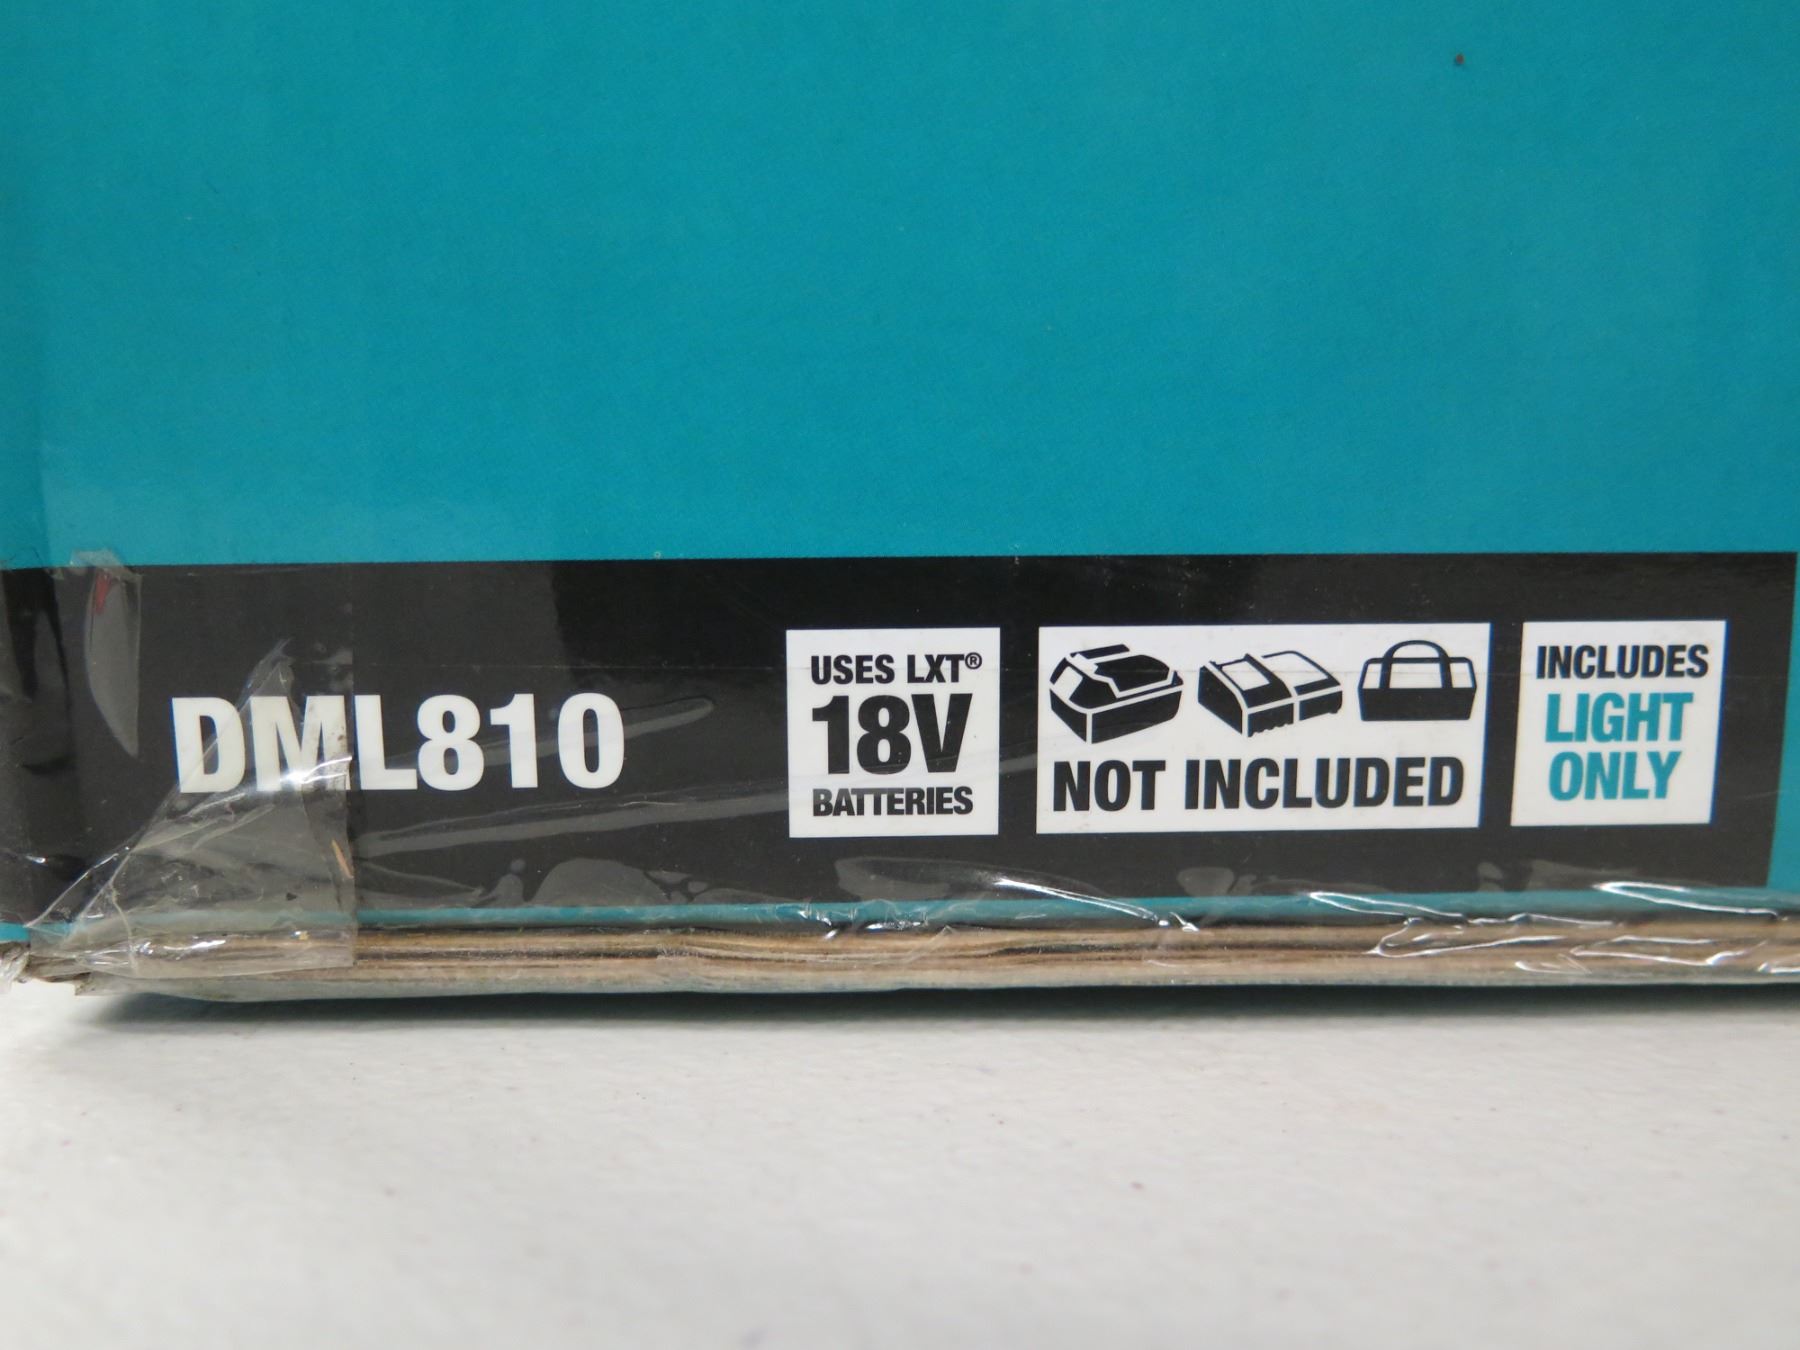 DML810
USES LXT®
18V
BATTERIES
NOT INCLUDED
INCLUDES
LIGHT
ONLY